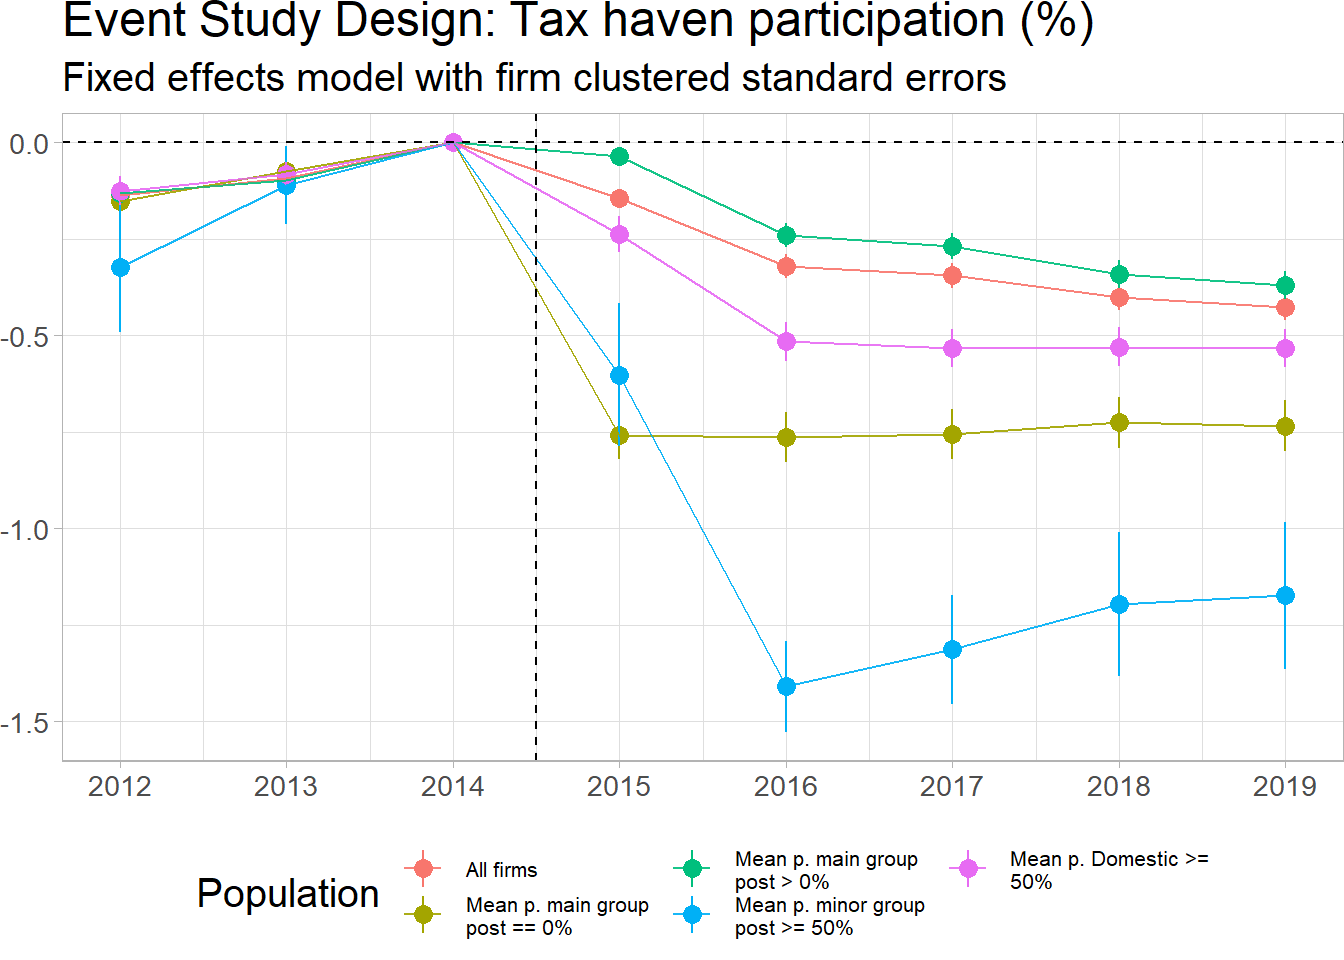 Event Study Design: Tax haven participation (%)
Fixed effects model with firm clustered standard errors
0.0
-0.5
-1.0
-1.5
2012 2013 2014 2015 2016 2017 2018 2019
Population
All firms
Mean p. main group
post == 0%
Mean p. main group
post > 0%
Mean p. minor group
post >= 50%
Mean p. Domestic >=
50%